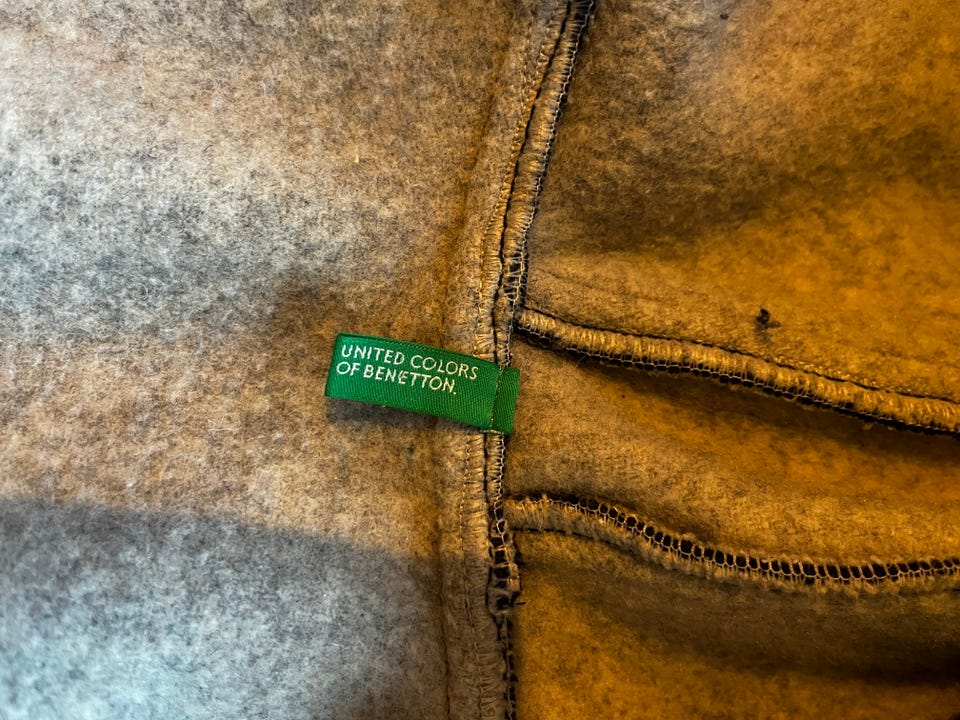 UNITED COLORS
OF BENETTON.